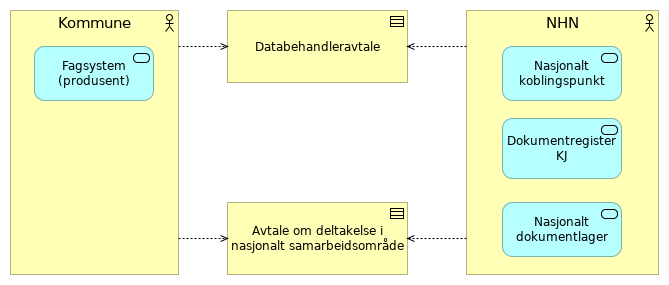 Kommune
Fagsystem
(produsent)
Databehandleravtale
Avtale om deltakelse i
nasjonalt samarbeidsområde
NHN
Nasjonalt
koblingspunkt
Dokumentregister
KJ
Nasjonalt
dokumentlager